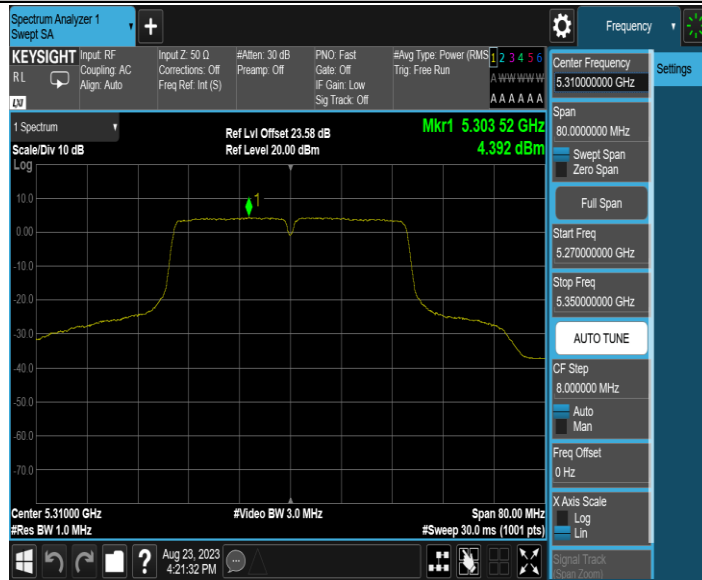 Spectrum Analyzer 1
Swept SA
+
Frequency
KEYSIGHT
RL
LXI
Input: RF
Coupling: AC
Align: Auto
Input Z: 50 Ω
Corrections: Off
Freq Ref: Int (S)
#Atten: 30 dB
Preamp: Off
PNO: Fast
Gate: Off
IF Gain: Low
Sig Track: Off
#Avg Type: Power (RMS
Trig: Free Run
1 2 3 4 5 6
A W W W W W
A A A A A A
Settings
1 Spectrum
Scale/Div 10 dB
Log
Ref Lvl Offset 23.58 dB
Ref Level 20.00 dBm
Mkr1 5.303 52 GHz
4.392 dBm
1
10.0
0.00
-10.0
-20.0
-30.0
-40.0
-50.0
-60.0
-70.0
Center 5.31000 GHz
#Res BW 1.0 MHz
#Video BW 3.0 MHz
Span 80.00 MHz
#Sweep 30.0 ms (1001 pts)
Center Frequency
5.310000000 GHz
Span
80.0000000 MHz
Swept Span
Zero Span
Full Span
Start Freq
5.270000000 GHz
Stop Freq
5.350000000 GHz
AUTO TUNE
CF Step
8.000000 MHz
Auto
Man
Freq Offset
0 Hz
X Axis Scale
Log
Lin
Signal Track
(Span Zoom)
?
Aug 23, 2023
4:21:32 PM